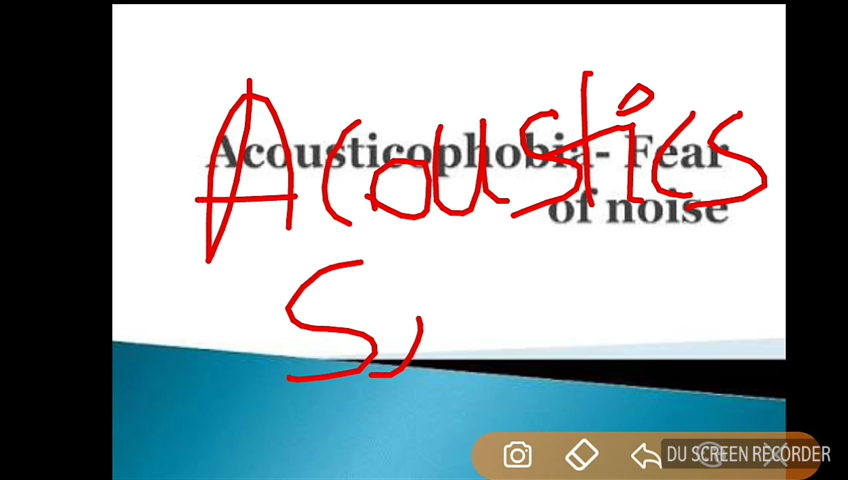 Acousticophobia- Fear
of noise
Acoustics
S
DU SCREEN RECORDER